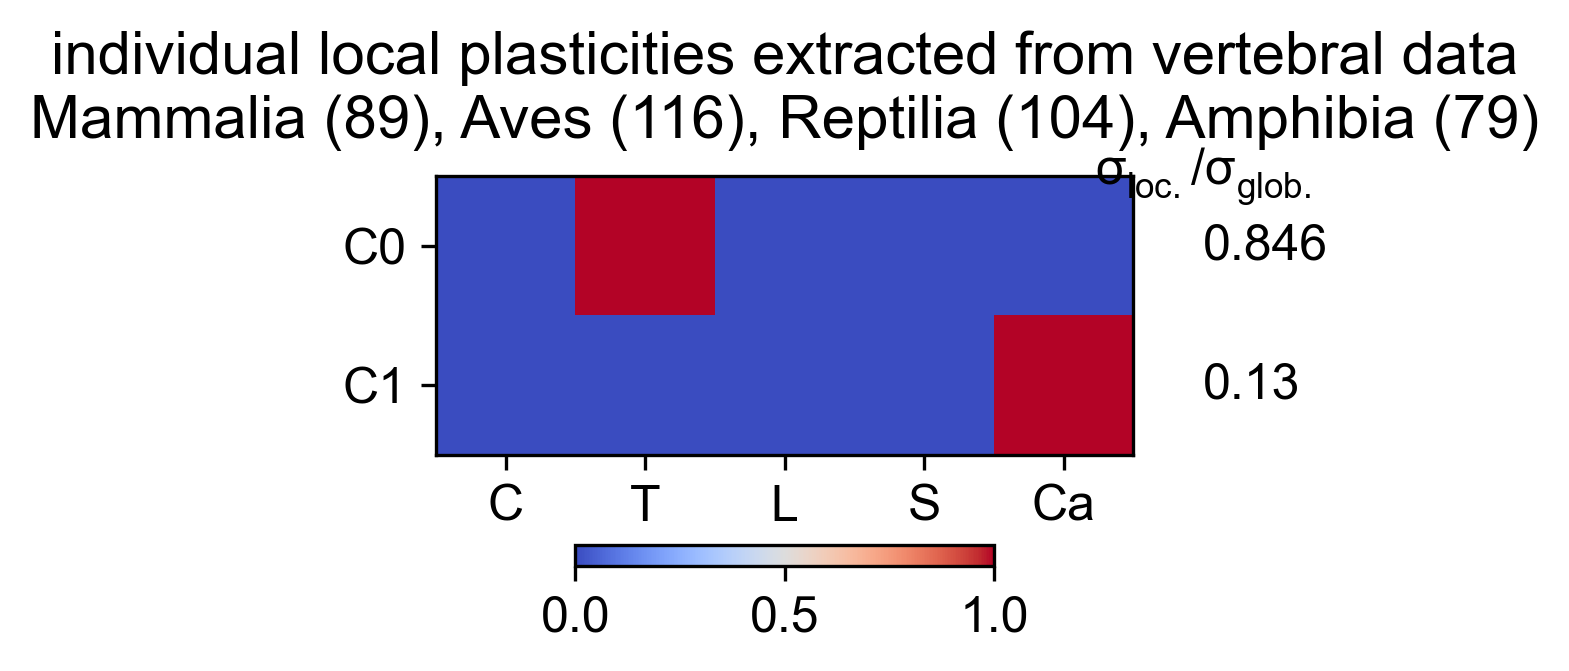 individual local plasticities extracted from vertebral data
Mammalia (89), Aves (116), Reptilia (104), Amphibia (79)
σloc. /σglob.
C0 0.846
C1 0.13
C T L S Ca
0.0 0.5 1.0